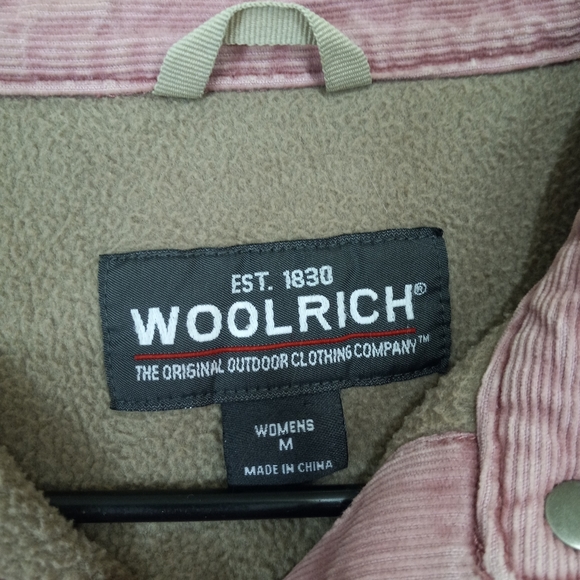 EST. 1830
WOOLRICH®
THE ORIGINAL OUTDOOR CLOTHING COMPANY™
WOMENS
M
MADE IN CHINA